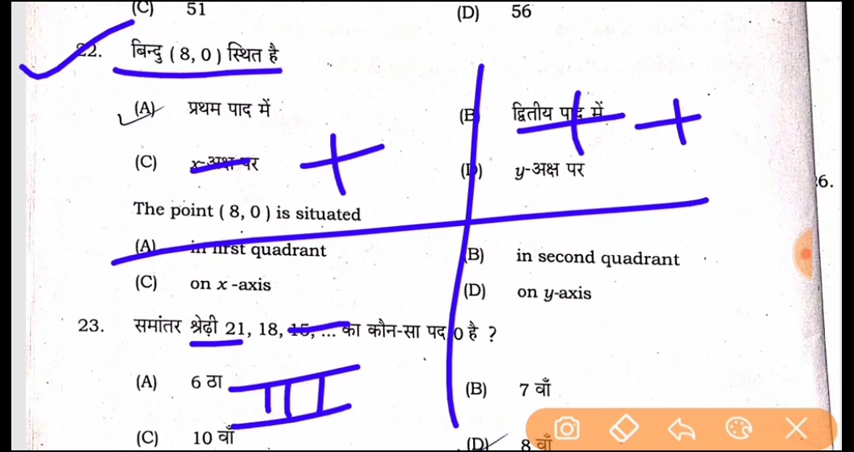 (C) 51 (D) 56
22. बिन्दु ( 8, 0 ) स्थित है
(A) प्रथम पाद में (B) द्वितीय पाद में
(C) x-अक्ष पर (D) y-अक्ष पर
6.
The point ( 8, 0 ) is situated
(A) in first quadrant (B) in second quadrant
(C) on x -axis (D) on y-axis
23. समांतर श्रेढ़ी 21, 18, 15, ... का कौन-सा पद 0 है ?
(A) 6 ठा (B) 7 वाँ
(C) 10 वाँ (D) 8 वाँ
III